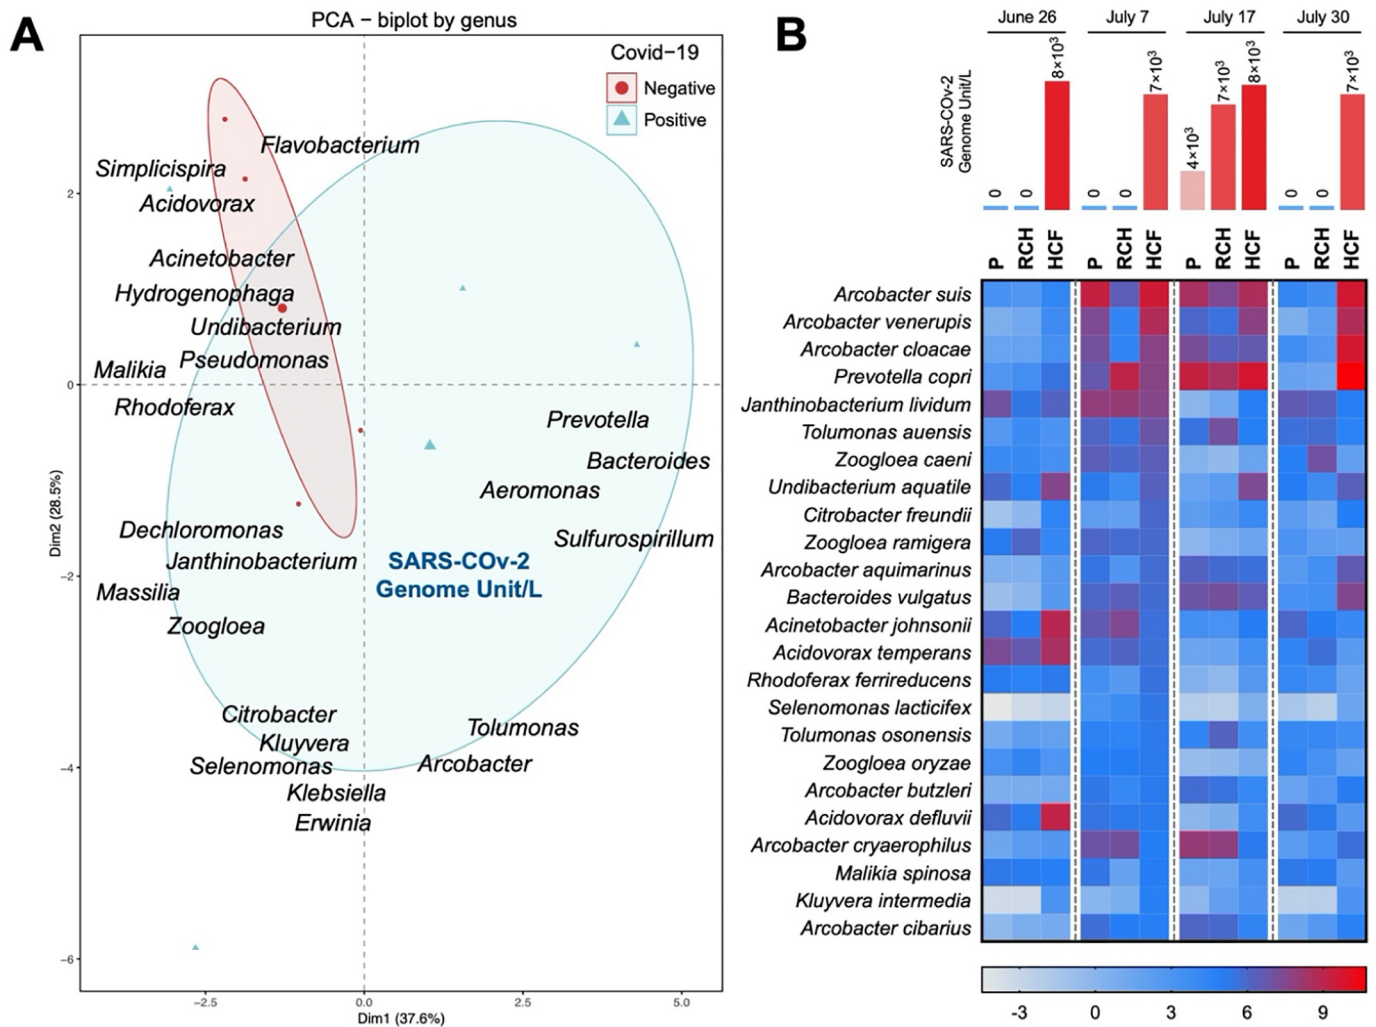 A
PCA – biplot by genus
Covid−19
Negative
Positive
Flavobacterium
Simplicispira
Acidovorax
Acinetobacter
Hydrogenophaga
Undibacterium
Pseudomonas
Malikia
Rhodoferax
Prevotella
Bacteroides
Aeromonas
Sulfurospirillum
Dechloromonas
Janthinobacterium
SARS-COv-2
Genome Unit/L
Massilia
Zoogloea
Citrobacter
Kluyvera
Selenomonas
Tolumonas
Arcobacter
Klebsiella
Erwinia
2
0
−2
−4
−6
Dim2 (28.5%)
−2.5 0.0 2.5 5.0
Dim1 (37.6%)
B
June 26 July 7 July 17 July 30
SARS-COv-2
Genome Unit/L
0 0 8×10³ 0 0 7×10³ 4×10³ 7×10³ 8×10³ 0 0 7×10³
P RCH HCF P RCH HCF P RCH HCF P RCH HCF
Arcobacter suis
Arcobacter venerupis
Arcobacter cloacae
Prevotella copri
Janthinobacterium lividum
Tolumonas auensis
Zoogloea caeni
Undibacterium aquatile
Citrobacter freundii
Zoogloea ramigera
Arcobacter aquimarinus
Bacteroides vulgatus
Acinetobacter johnsonii
Acidovorax temperans
Rhodoferax ferrireducens
Selenomonas lacticifex
Tolumonas osonensis
Zoogloea oryzae
Arcobacter butzleri
Acidovorax defluvii
Arcobacter cryaerophilus
Malikia spinosa
Kluyvera intermedia
Arcobacter cibarius
-3 0 3 6 9